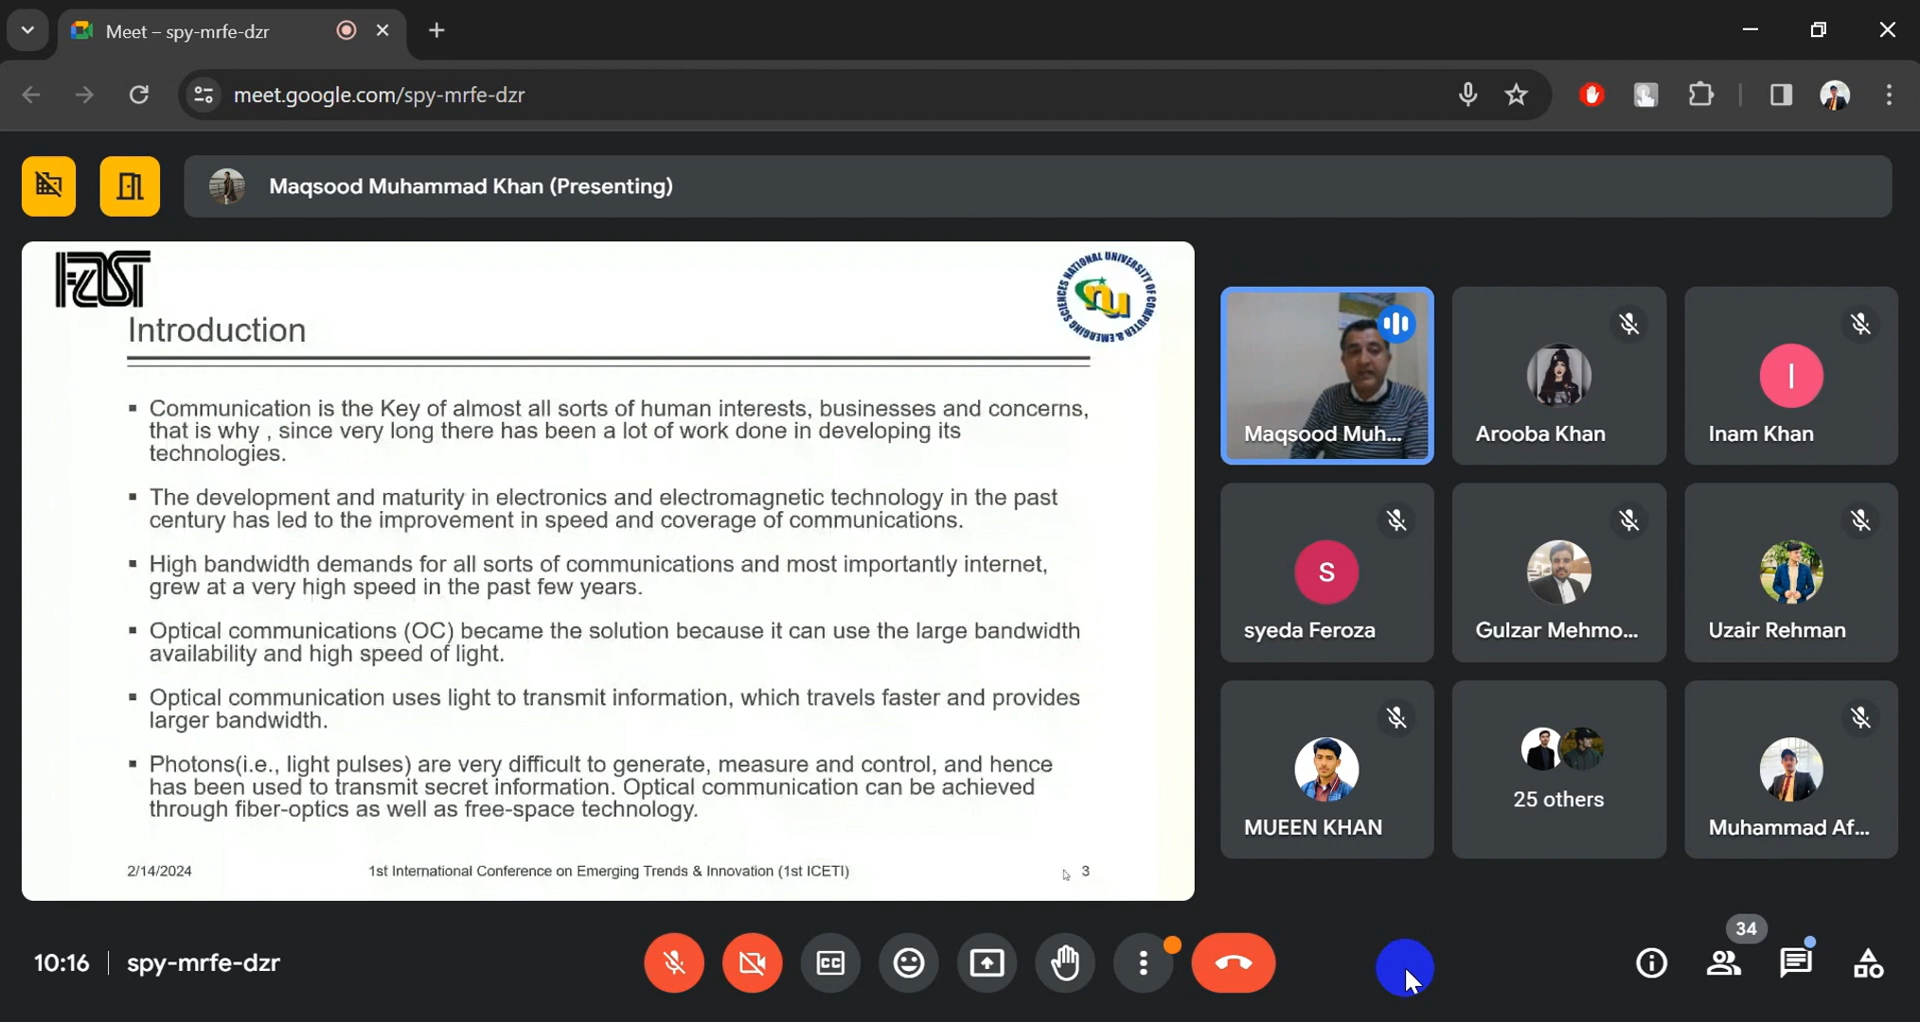 Meet – spy-mrfe-dzr
meet.google.com/spy-mrfe-dzr
Maqsood Muhammad Khan (Presenting)
FAST
NATIONAL UNIVERSITY OF COMPUTER & EMERGING SCIENCES
nu
Introduction
▪ Communication is the Key of almost all sorts of human interests, businesses and concerns,
that is why , since very long there has been a lot of work done in developing its
technologies.
▪ The development and maturity in electronics and electromagnetic technology in the past
century has led to the improvement in speed and coverage of communications.
▪ High bandwidth demands for all sorts of communications and most importantly internet,
grew at a very high speed in the past few years.
▪ Optical communications (OC) became the solution because it can use the large bandwidth
availability and high speed of light.
▪ Optical communication uses light to transmit information, which travels faster and provides
larger bandwidth.
▪ Photons(i.e., light pulses) are very difficult to generate, measure and control, and hence
has been used to transmit secret information. Optical communication can be achieved
through fiber-optics as well as free-space technology.
2/14/2024
1st International Conference on Emerging Trends & Innovation (1st ICETI)
3
Maqsood Muh...
Arooba Khan
I
Inam Khan
S
syeda Feroza
Gulzar Mehmo...
Uzair Rehman
MUEEN KHAN
25 others
Muhammad Af...
10:16
spy-mrfe-dzr
CC
34